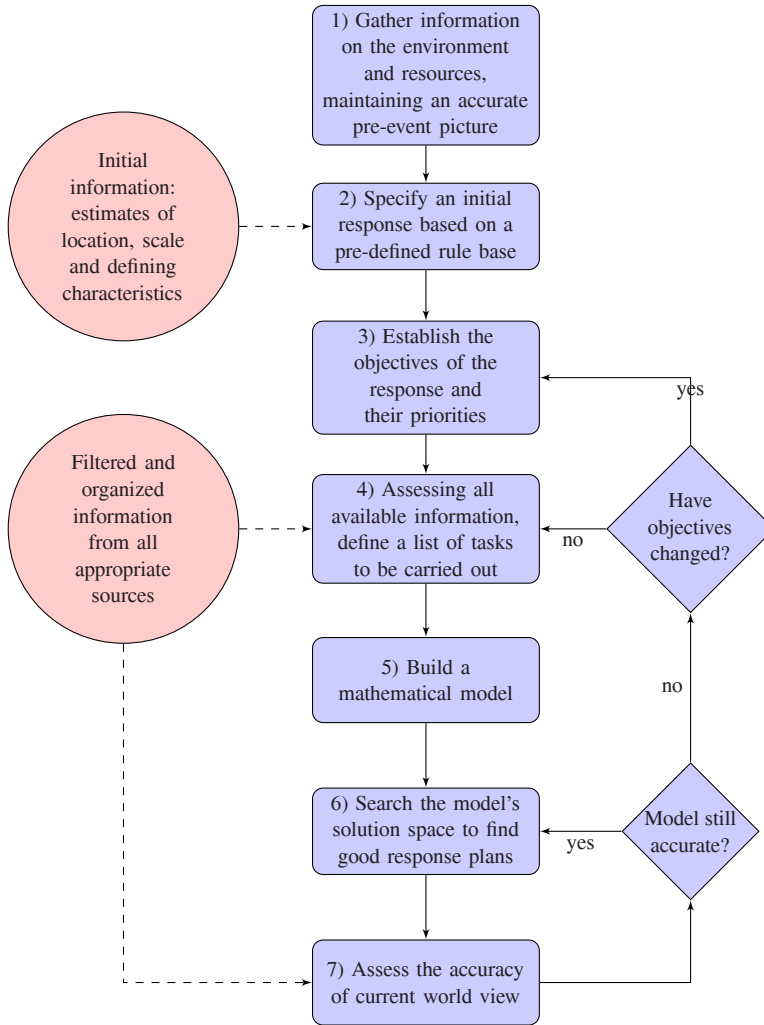 1) Gather information
on the environment
and resources,
maintaining an accurate
pre-event picture
Initial
information:
estimates of
location, scale
and defining
characteristics
2) Specify an initial
response based on a
pre-defined rule base
3) Establish the
objectives of the
response and
their priorities
yes
Filtered and
organized
information
from all
appropriate
sources
4) Assessing all
available information,
define a list of tasks
to be carried out
no
Have
objectives
changed?
5) Build a
mathematical model
no
6) Search the model's
solution space to find
good response plans
yes
Model still
accurate?
7) Assess the accuracy
of current world view